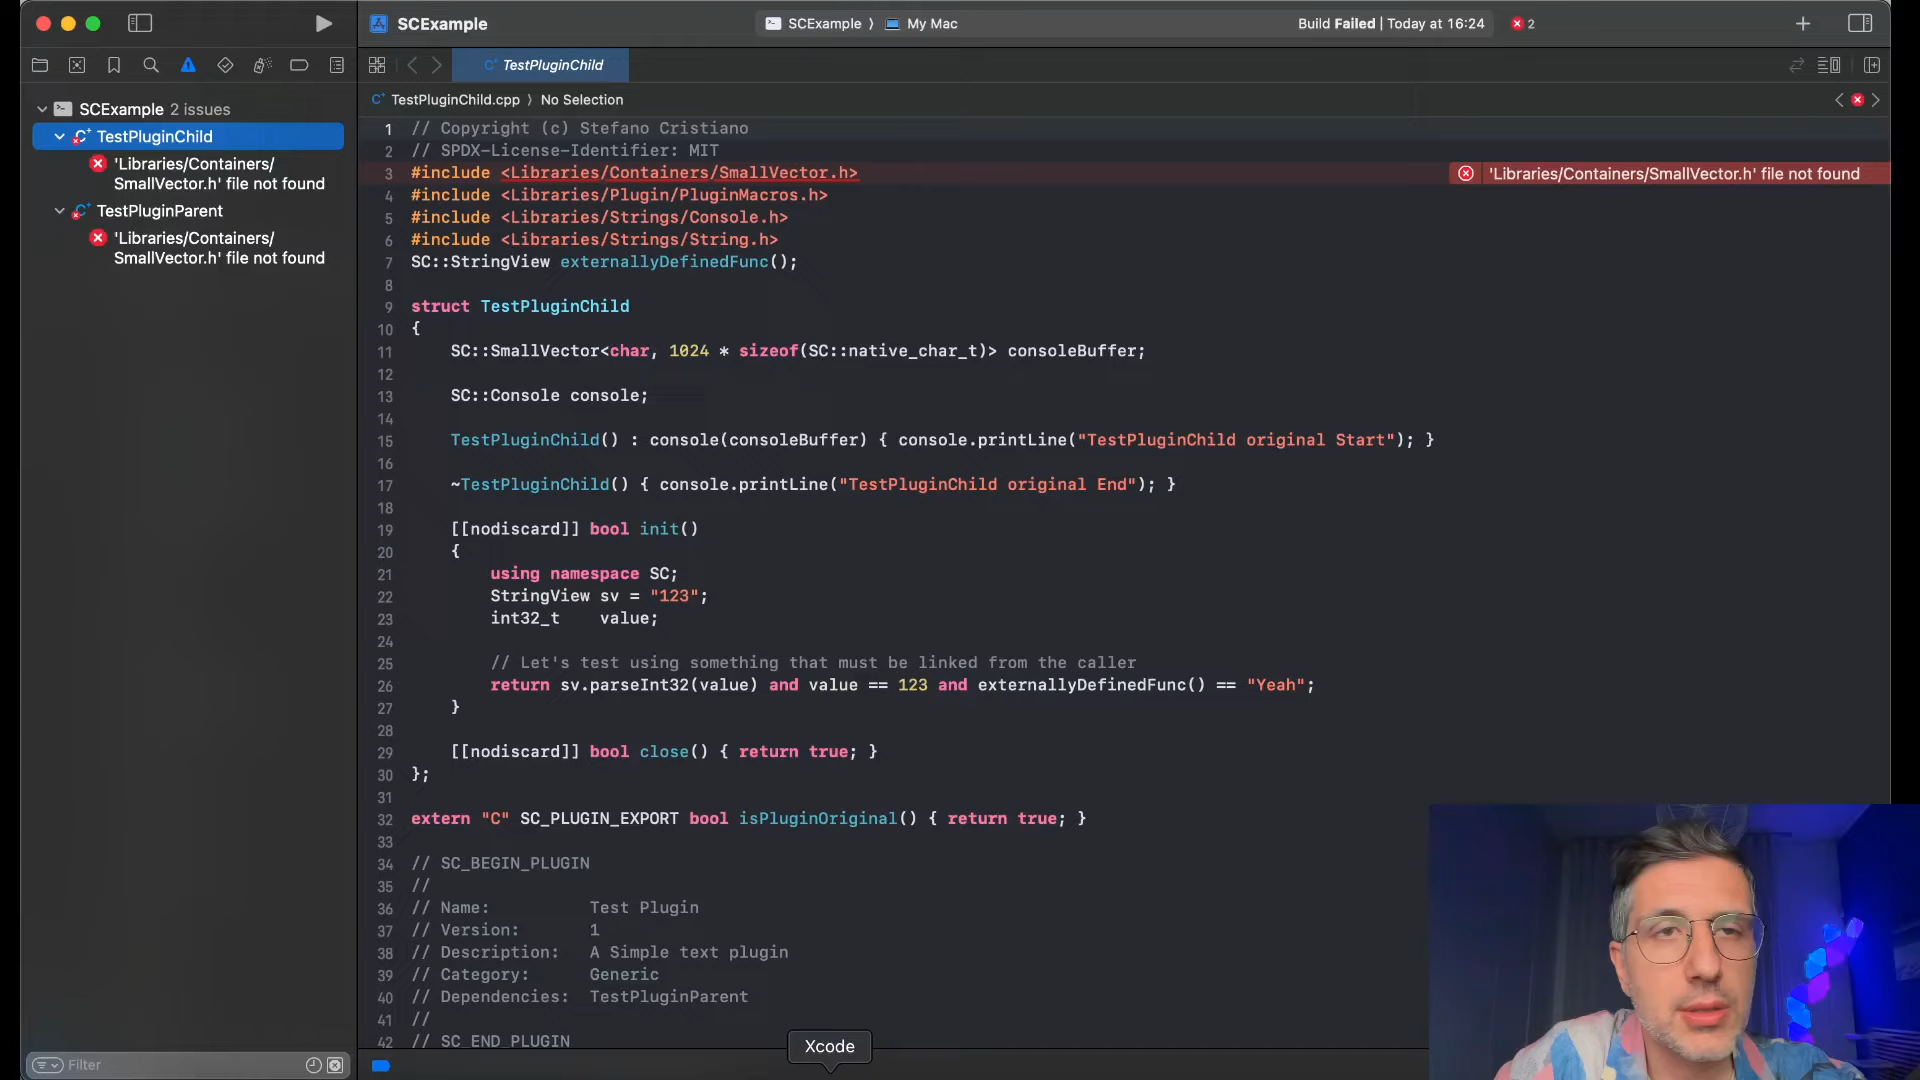 SCExample
SCExample 〉 My Mac
Build Failed | Today at 16:24
2
TestPluginChild
TestPluginChild.cpp 〉 No Selection
SCExample 2 issues
TestPluginChild
'Libraries/Containers/
SmallVector.h' file not found
TestPluginParent
'Libraries/Containers/
SmallVector.h' file not found
Filter
1 // Copyright (c) Stefano Cristiano
2 // SPDX-License-Identifier: MIT
3 #include <Libraries/Containers/SmallVector.h>
'Libraries/Containers/SmallVector.h' file not found
4 #include <Libraries/Plugin/PluginMacros.h>
5 #include <Libraries/Strings/Console.h>
6 #include <Libraries/Strings/String.h>
7 SC::StringView externallyDefinedFunc();
8
9 struct TestPluginChild
10 {
11     SC::SmallVector<char, 1024 * sizeof(SC::native_char_t)> consoleBuffer;
12
13     SC::Console console;
14
15     TestPluginChild() : console(consoleBuffer) { console.printLine("TestPluginChild original Start"); }
16
17     ~TestPluginChild() { console.printLine("TestPluginChild original End"); }
18
19     [[nodiscard]] bool init()
20     {
21         using namespace SC;
22         StringView sv = "123";
23         int32_t    value;
24
25         // Let's test using something that must be linked from the caller
26         return sv.parseInt32(value) and value == 123 and externallyDefinedFunc() == "Yeah";
27     }
28
29     [[nodiscard]] bool close() { return true; }
30 };
31
32 extern "C" SC_PLUGIN_EXPORT bool isPluginOriginal() { return true; }
33
34 // SC_BEGIN_PLUGIN
35 //
36 // Name:          Test Plugin
37 // Version:       1
38 // Description:   A Simple text plugin
39 // Category:      Generic
40 // Dependencies:  TestPluginParent
41 //
42 // SC_END_PLUGIN
Xcode